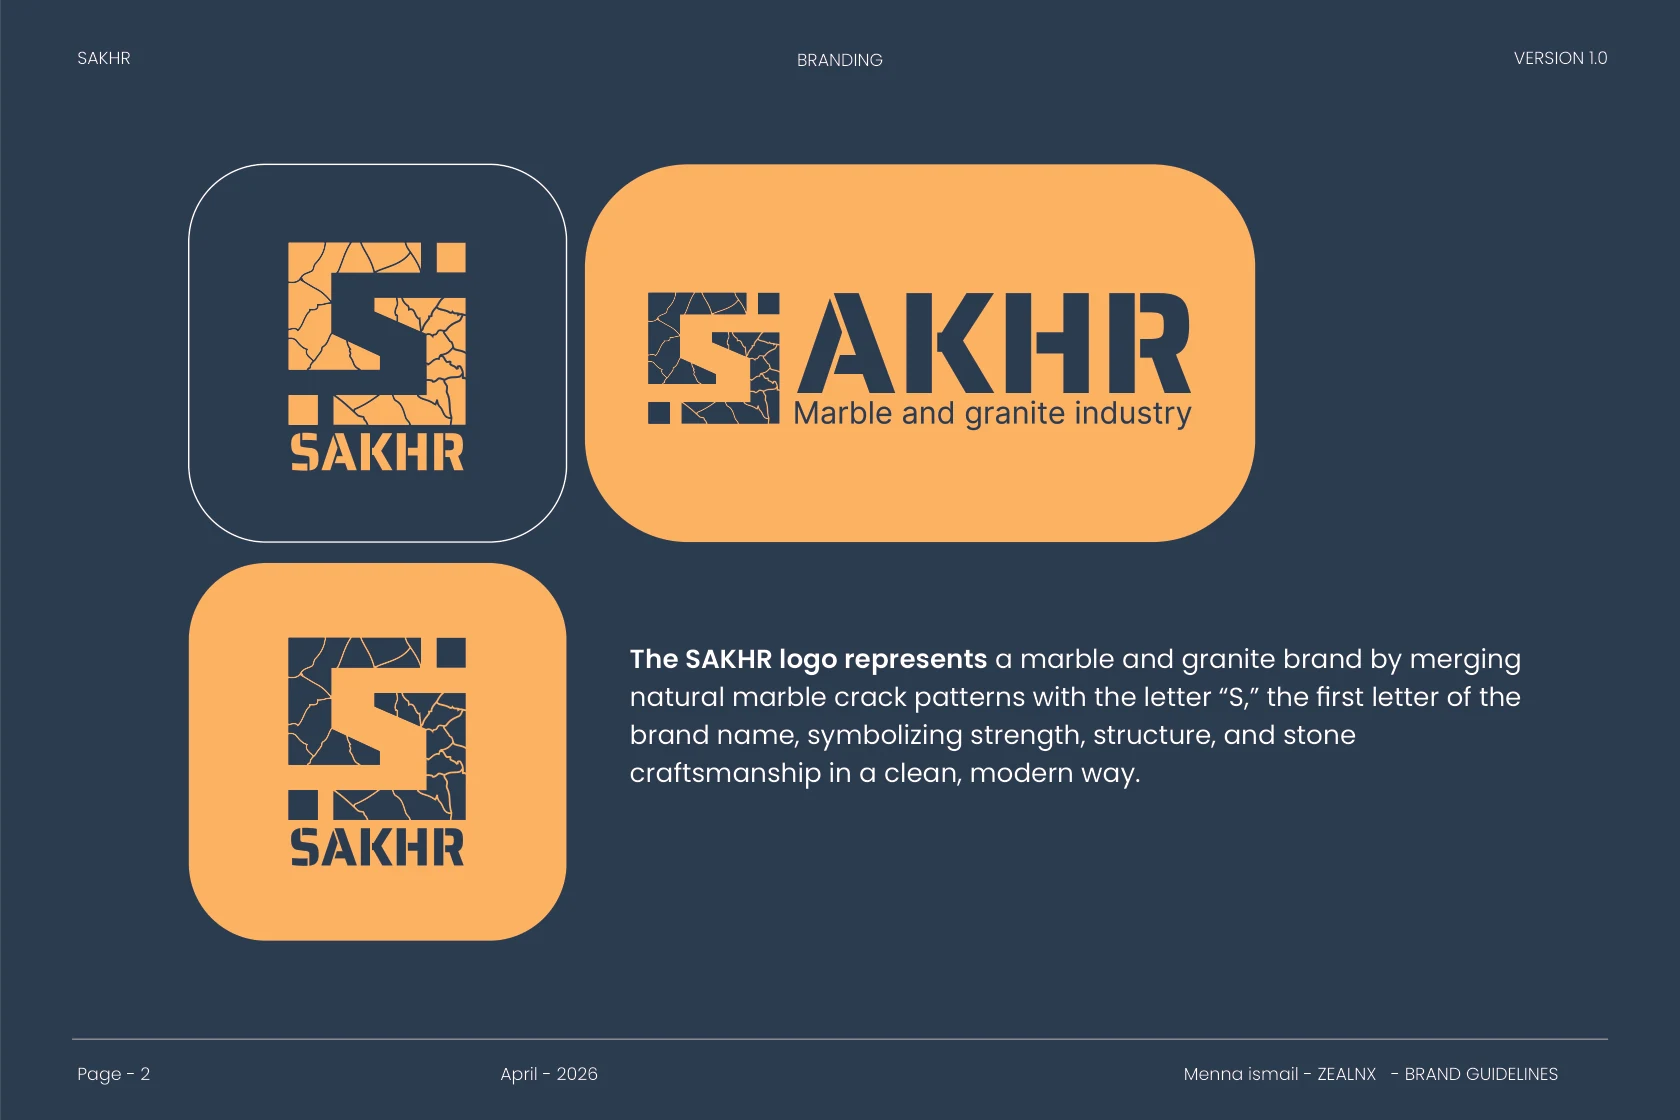 SAKHR
BRANDING
VERSION 1.0
SAKHR
AKHR
Marble and granite industry
SAKHR
The SAKHR logo represents a marble and granite brand by merging
natural marble crack patterns with the letter “S,” the first letter of the
brand name, symbolizing strength, structure, and stone
craftsmanship in a clean, modern way.
Page - 2
April - 2026
Menna ismail - ZEALNX - BRAND GUIDELINES